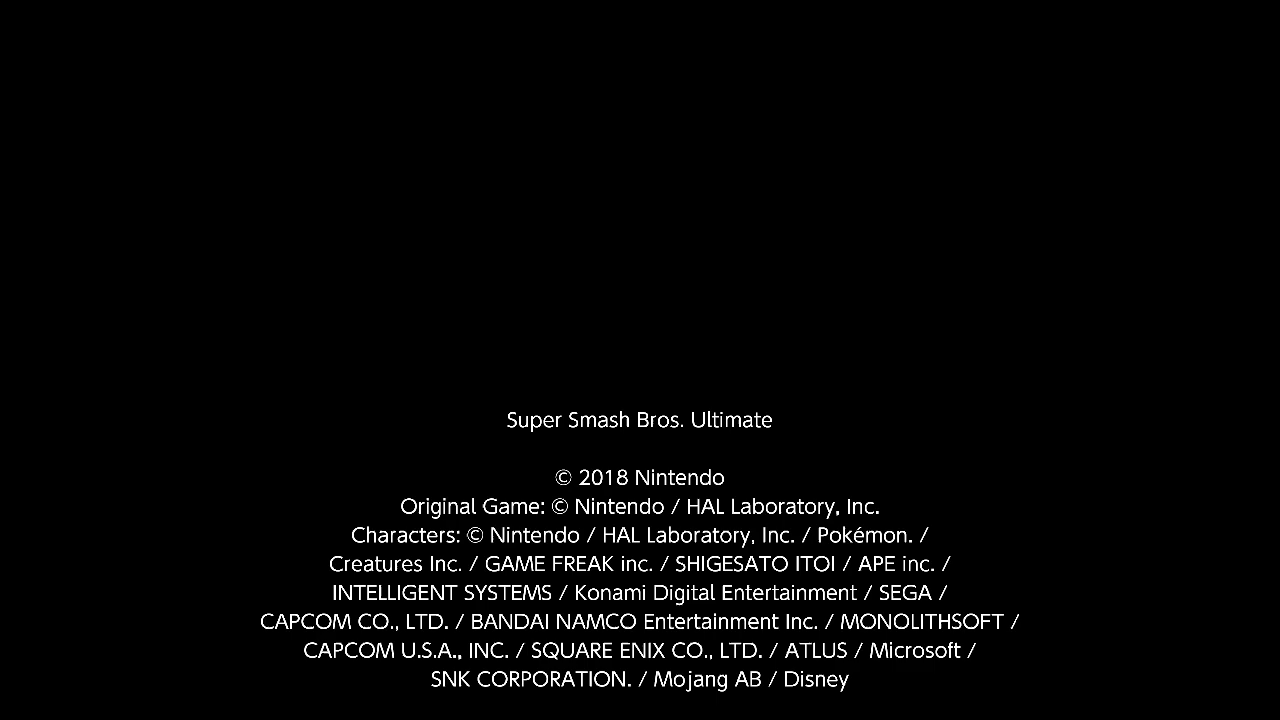 Super Smash Bros. Ultimate
© 2018 Nintendo
Original Game: © Nintendo / HAL Laboratory, Inc.
Characters: © Nintendo / HAL Laboratory, Inc. / Pokémon. /
Creatures Inc. / GAME FREAK inc. / SHIGESATO ITOI / APE inc. /
INTELLIGENT SYSTEMS / Konami Digital Entertainment / SEGA /
CAPCOM CO., LTD. / BANDAI NAMCO Entertainment Inc. / MONOLITHSOFT /
CAPCOM U.S.A., INC. / SQUARE ENIX CO., LTD. / ATLUS / Microsoft /
SNK CORPORATION. / Mojang AB / Disney